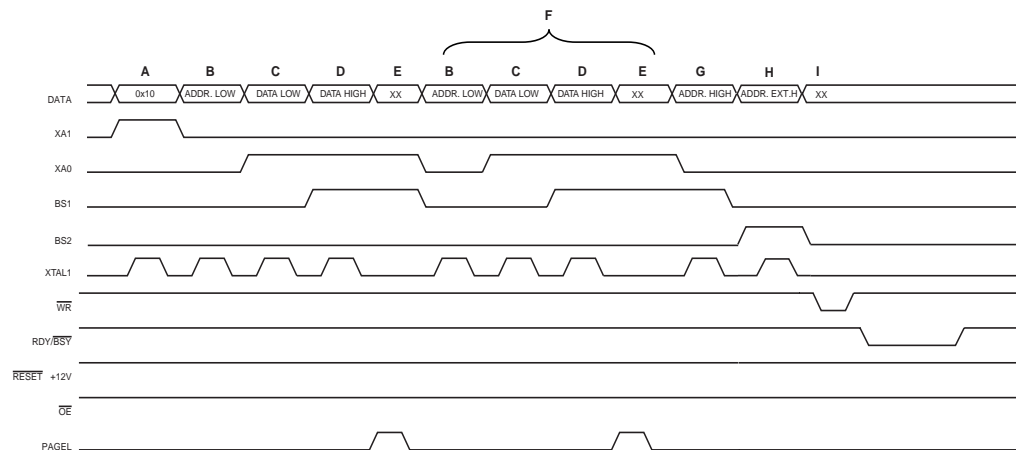 F
A B C D E B C D E G H I
DATA 0x10 ADDR. LOW DATA LOW DATA HIGH XX ADDR. LOW DATA LOW DATA HIGH XX ADDR. HIGH ADDR. EXT.H XX
XA1
XA0
BS1
BS2
XTAL1
WR
RDY/BSY
RESET +12V
OE
PAGEL